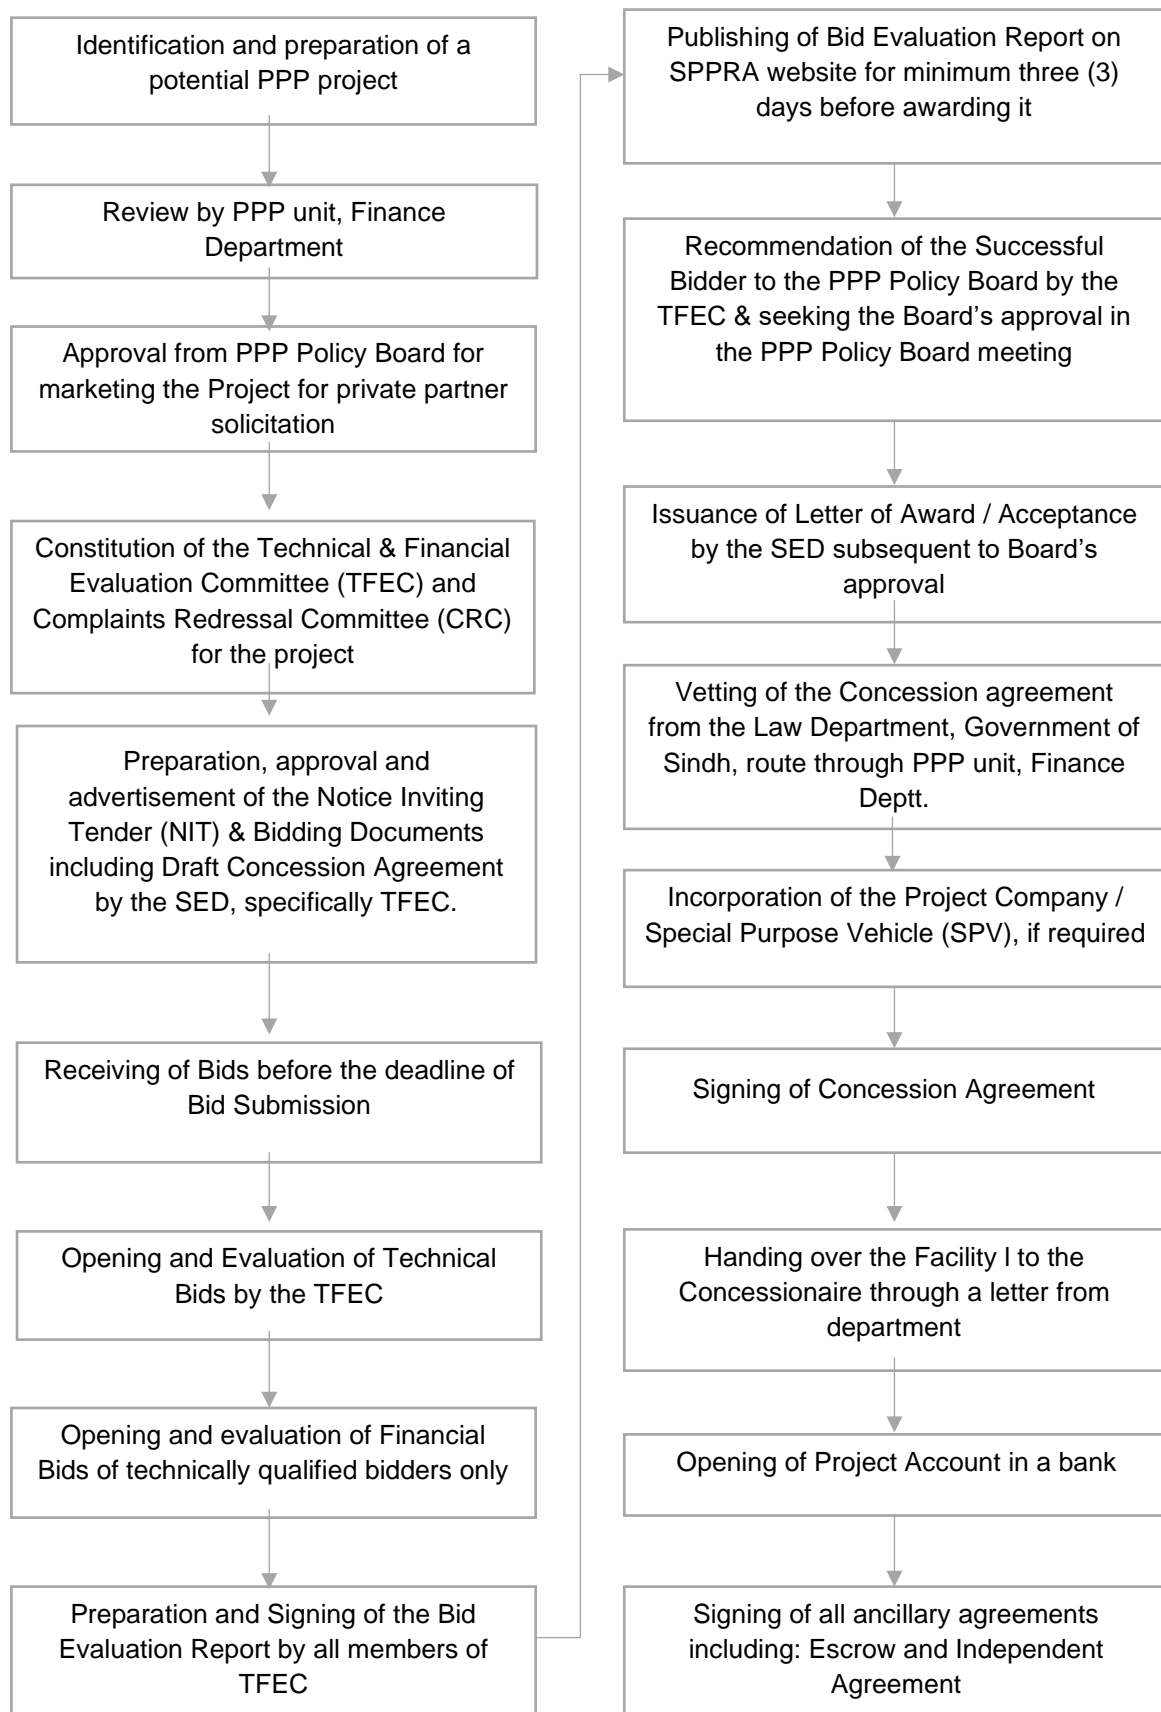 Identification and preparation of a
potential PPP project
Review by PPP unit, Finance
Department
Approval from PPP Policy Board for
marketing the Project for private partner
solicitation
Constitution of the Technical & Financial
Evaluation Committee (TFEC) and
Complaints Redressal Committee (CRC)
for the project
Preparation, approval and
advertisement of the Notice Inviting
Tender (NIT) & Bidding Documents
including Draft Concession Agreement
by the SED, specifically TFEC.
Receiving of Bids before the deadline of
Bid Submission
Opening and Evaluation of Technical
Bids by the TFEC
Opening and evaluation of Financial
Bids of technically qualified bidders only
Preparation and Signing of the Bid
Evaluation Report by all members of
TFEC
Publishing of Bid Evaluation Report on
SPPRA website for minimum three (3)
days before awarding it
Recommendation of the Successful
Bidder to the PPP Policy Board by the
TFEC & seeking the Board’s approval in
the PPP Policy Board meeting
Issuance of Letter of Award / Acceptance
by the SED subsequent to Board’s
approval
Vetting of the Concession agreement
from the Law Department, Government of
Sindh, route through PPP unit, Finance
Deptt.
Incorporation of the Project Company /
Special Purpose Vehicle (SPV), if required
Signing of Concession Agreement
Handing over the Facility l to the
Concessionaire through a letter from
department
Opening of Project Account in a bank
Signing of all ancillary agreements
including: Escrow and Independent
Agreement